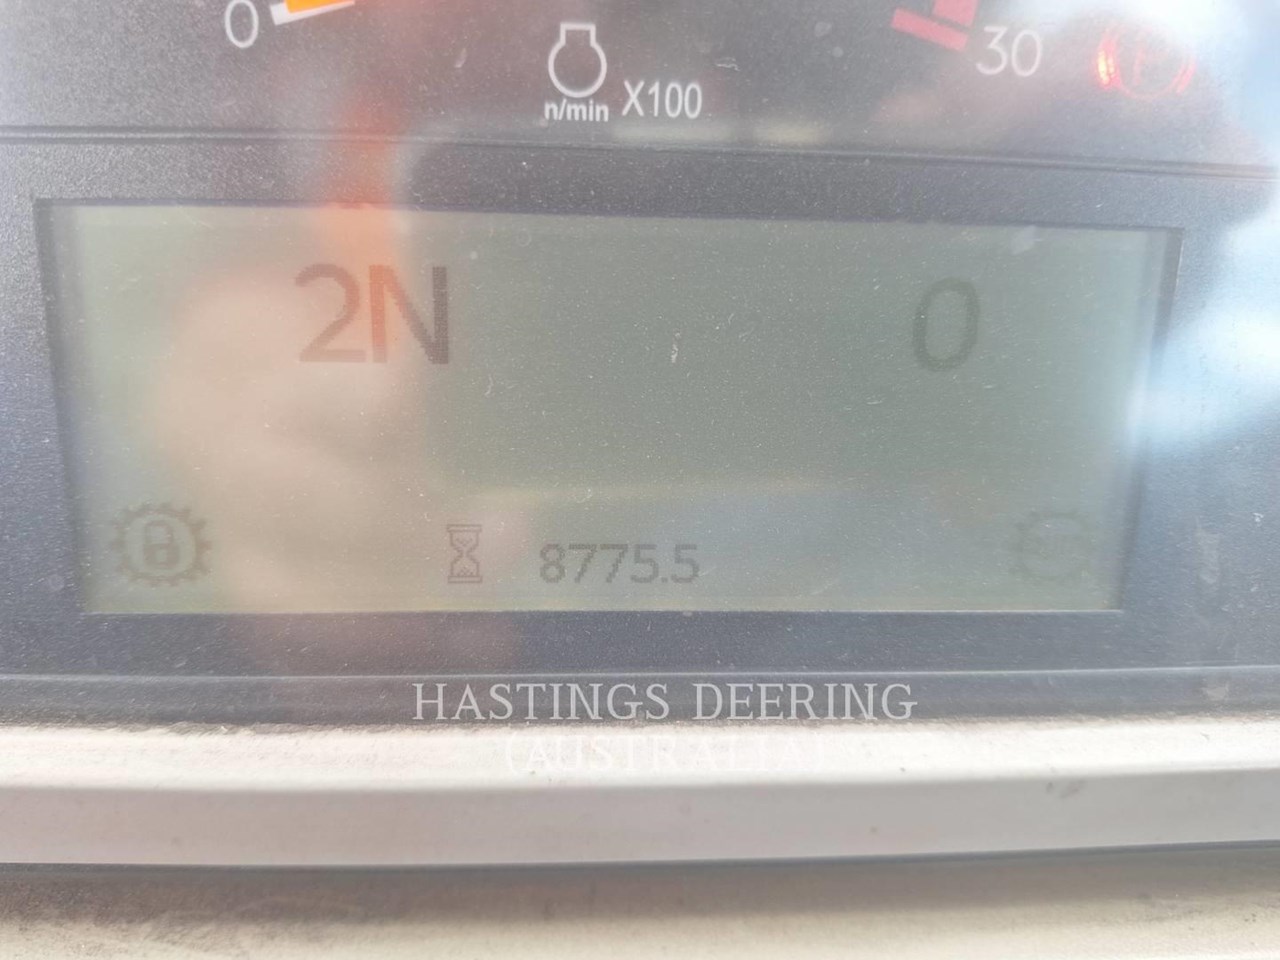 0
30
n/min X100
2N 0
8775.5
HASTINGS DEERING
(AUSTRALIA)